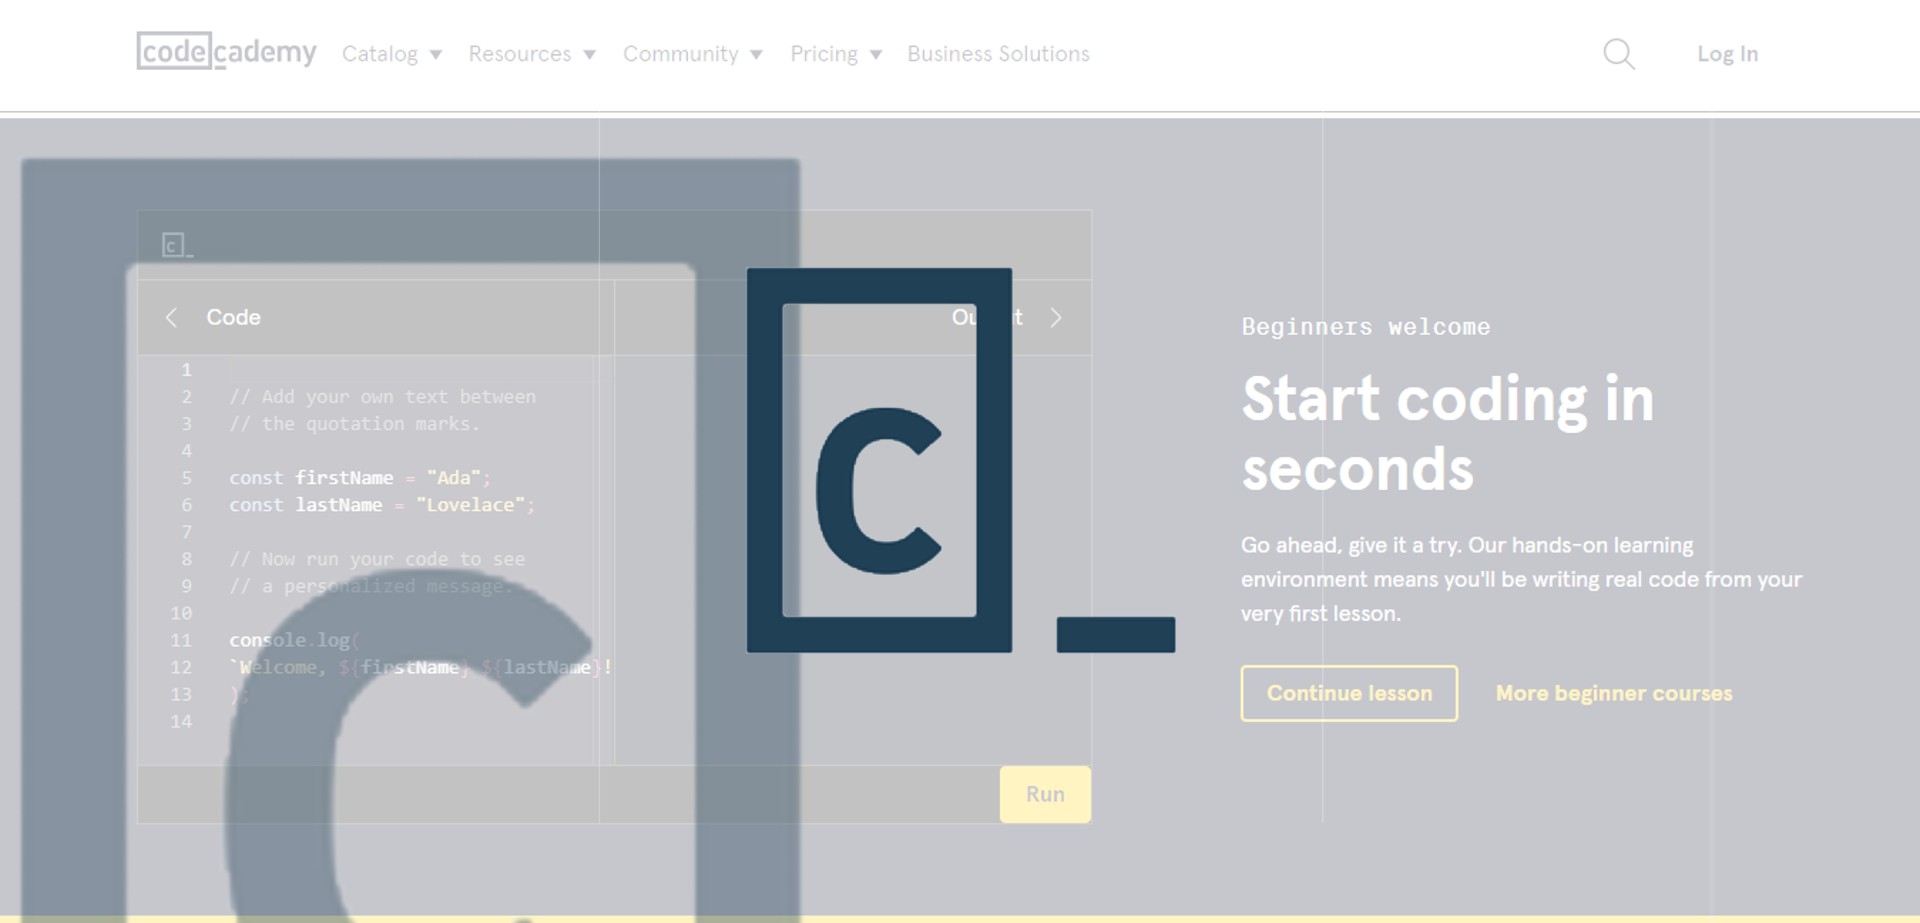 codecademy Catalog Resources Community Pricing Business Solutions Log In
c_
Code
1
2 // Add your own text between
3 // the quotation marks.
4
5 const firstName = "Ada";
6 const lastName = "Lovelace";
7
8 // Now run your code to see
9 // a personalized message.
10
11 console.log(
12 `Welcome, ${firstName} ${lastName}!
13 );
14
Run
C_
C
Beginners welcome
Start coding in
seconds
Go ahead, give it a try. Our hands-on learning
environment means you'll be writing real code from your
very first lesson.
Continue lesson More beginner courses